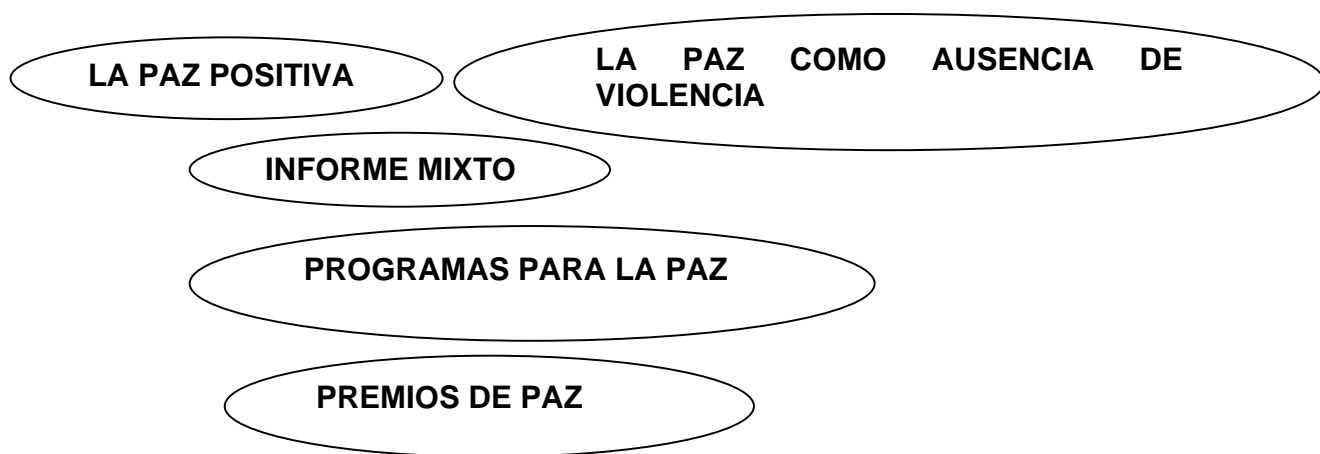 LA PAZ POSITIVA
LA PAZ COMO AUSENCIA DE
VIOLENCIA
INFORME MIXTO
PROGRAMAS PARA LA PAZ
PREMIOS DE PAZ